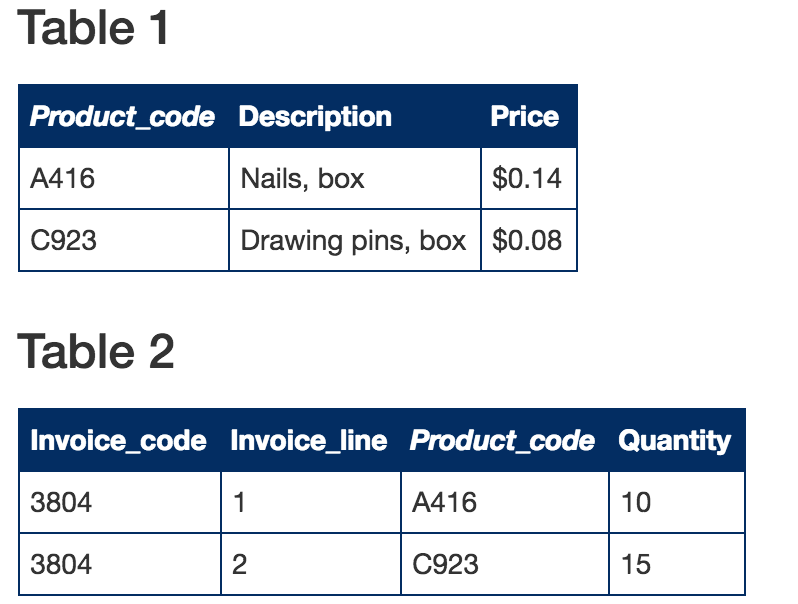 Table 1
Product_code Description Price
A416 Nails, box $0.14
C923 Drawing pins, box $0.08
Table 2
Invoice_code Invoice_line Product_code Quantity
3804 1 A416 10
3804 2 C923 15